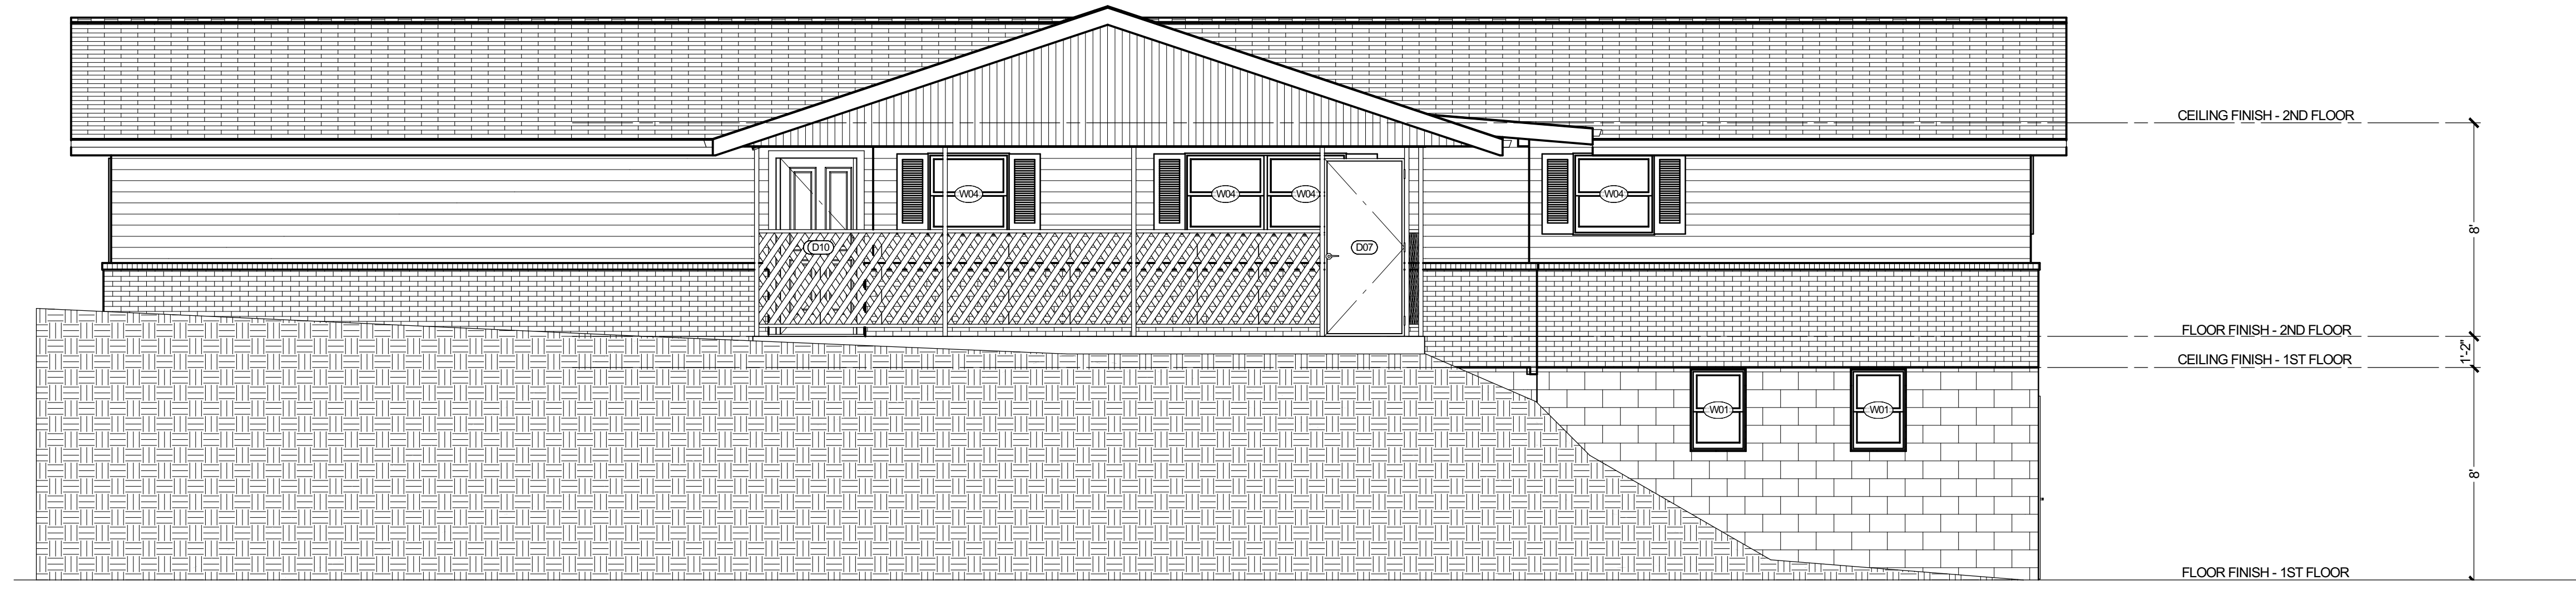 CEILING FINISH - 2ND FLOOR
W04
W04
W04
W04
8'
D10
D07
FLOOR FINISH - 2ND FLOOR
1'-2"
CEILING FINISH - 1ST FLOOR
W01
W01
8'
FLOOR FINISH - 1ST FLOOR